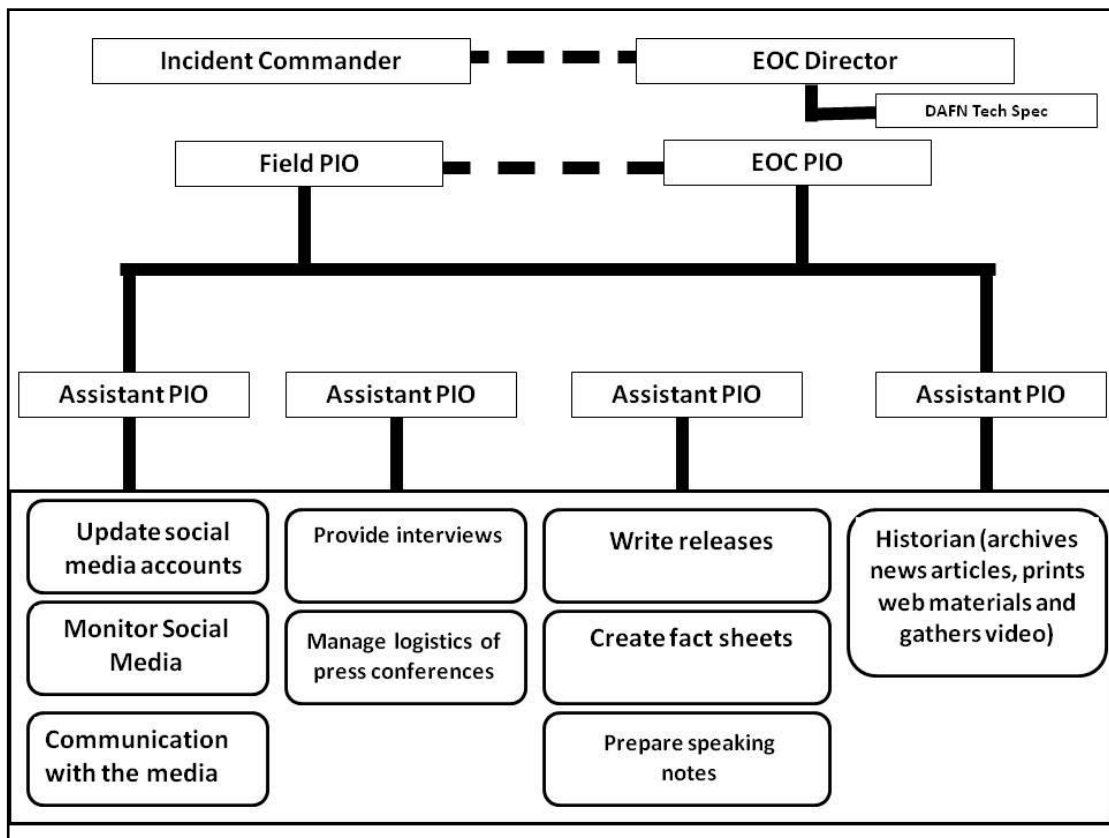 Incident Commander
EOC Director
DAFN Tech Spec
Field PIO
EOC PIO
Assistant PIO
Assistant PIO
Assistant PIO
Assistant PIO
Update social
media accounts
Monitor Social
Media
Communication
with the media
Provide interviews
Manage logistics of
press conferences
Write releases
Create fact sheets
Prepare speaking
notes
Historian (archives
news articles, prints
web materials and
gathers video)